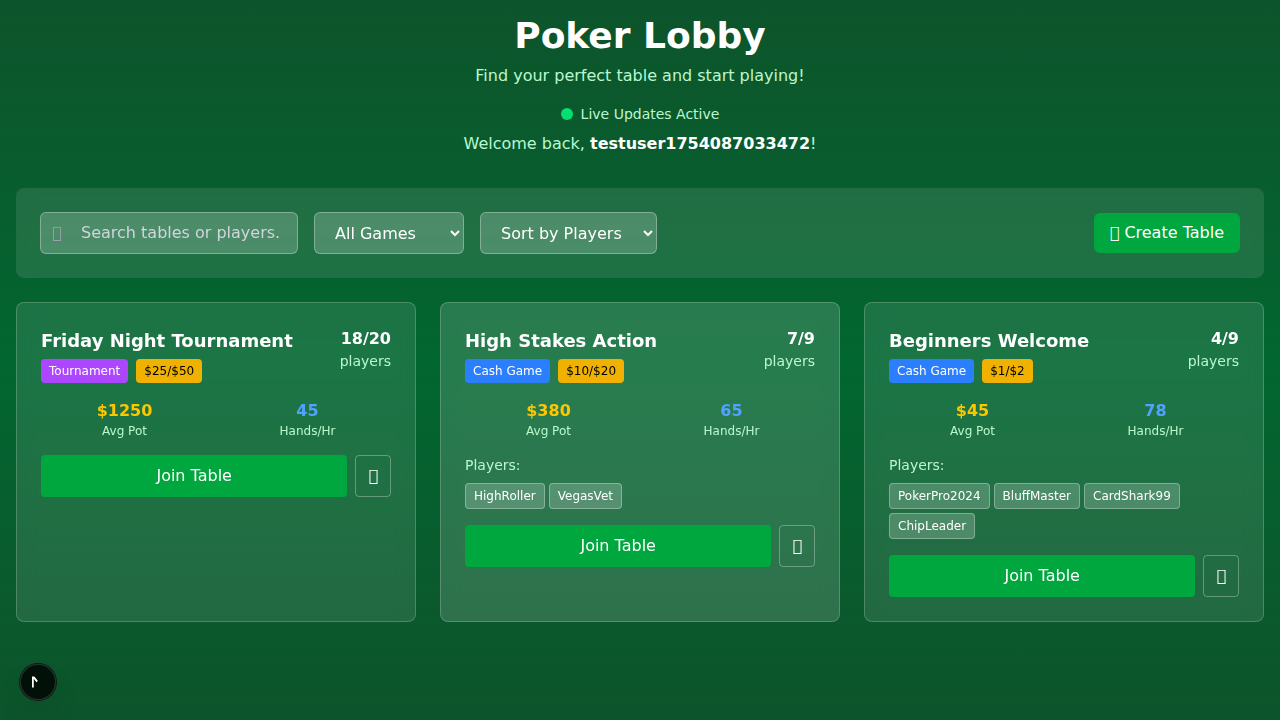 Poker Lobby
Find your perfect table and start playing!
Live Updates Active
Welcome back, testuser1754087033472!
Search tables or players.
All Games
Sort by Players
Create Table
Friday Night Tournament
18/20
players
Tournament
$25/$50
$1250
Avg Pot
45
Hands/Hr
Join Table
High Stakes Action
7/9
players
Cash Game
$10/$20
$380
Avg Pot
65
Hands/Hr
Players:
HighRoller
VegasVet
Join Table
Beginners Welcome
4/9
players
Cash Game
$1/$2
$45
Avg Pot
78
Hands/Hr
Players:
PokerPro2024
BluffMaster
CardShark99
ChipLeader
Join Table